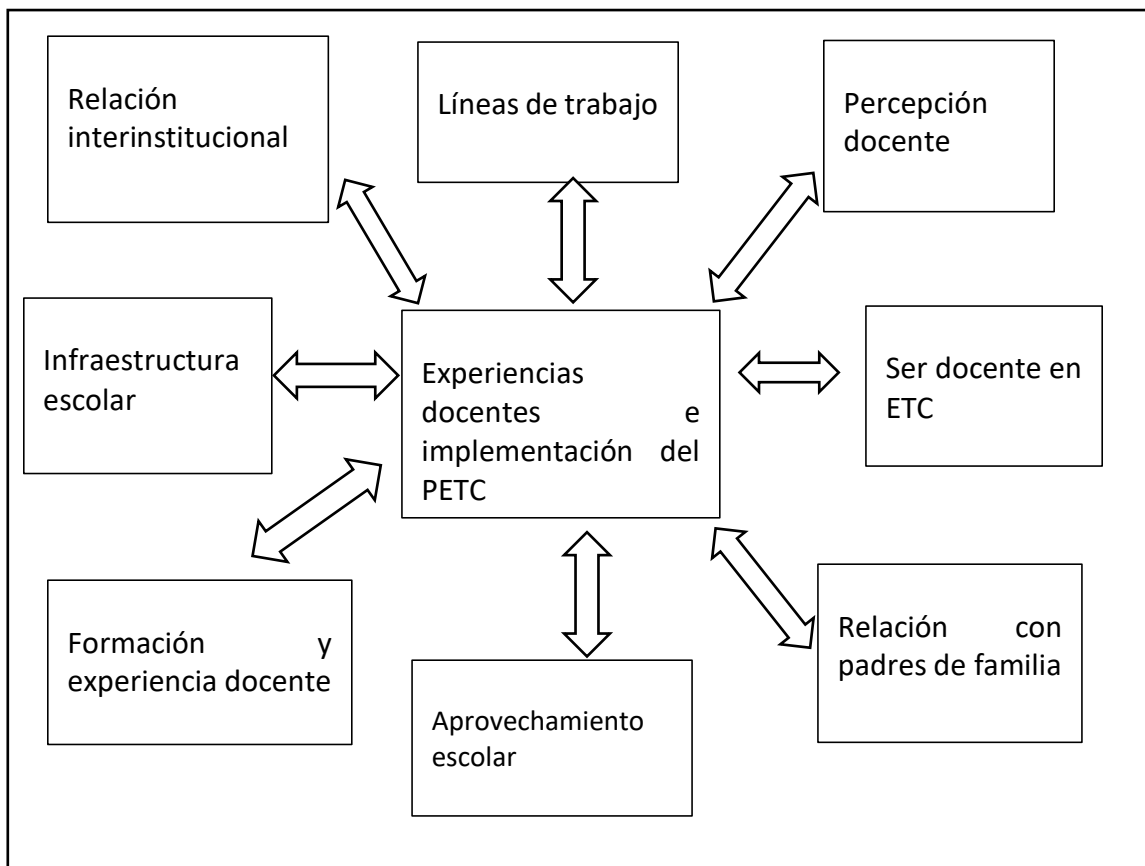 Relación
interinstitucional
Líneas de trabajo
Percepción
docente
Infraestructura
escolar
Experiencias
docentes e
implementación del
PETC
Ser docente en
ETC
Formación y
experiencia docente
Aprovechamiento
escolar
Relación con
padres de familia